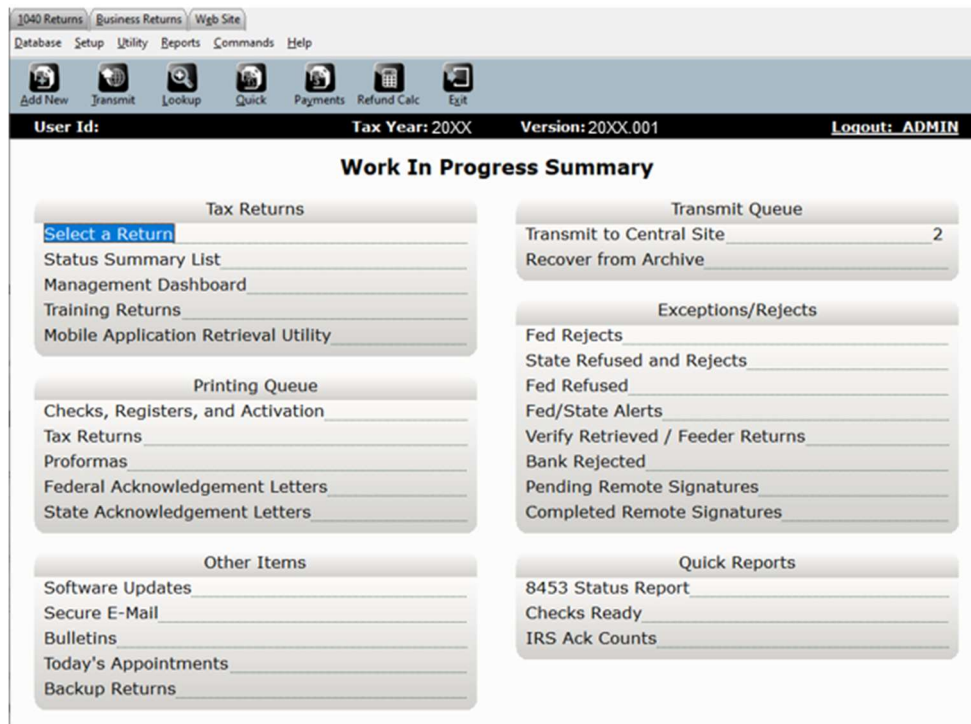 1040 Returns Business Returns Web Site
Database Setup Utility Reports Commands Help
Add New Transmit Lookup Quick Payments Refund Calc Exit
User Id: Tax Year: 20XX Version: 20XX.001 Logout: ADMIN
Work In Progress Summary
Tax Returns
Select a Return
Status Summary List
Management Dashboard
Training Returns
Mobile Application Retrieval Utility
Printing Queue
Checks, Registers, and Activation
Tax Returns
Proformas
Federal Acknowledgement Letters
State Acknowledgement Letters
Other Items
Software Updates
Secure E-Mail
Bulletins
Today's Appointments
Backup Returns
Transmit Queue
Transmit to Central Site 2
Recover from Archive
Exceptions/Rejects
Fed Rejects
State Refused and Rejects
Fed Refused
Fed/State Alerts
Verify Retrieved / Feeder Returns
Bank Rejected
Pending Remote Signatures
Completed Remote Signatures
Quick Reports
8453 Status Report
Checks Ready
IRS Ack Counts